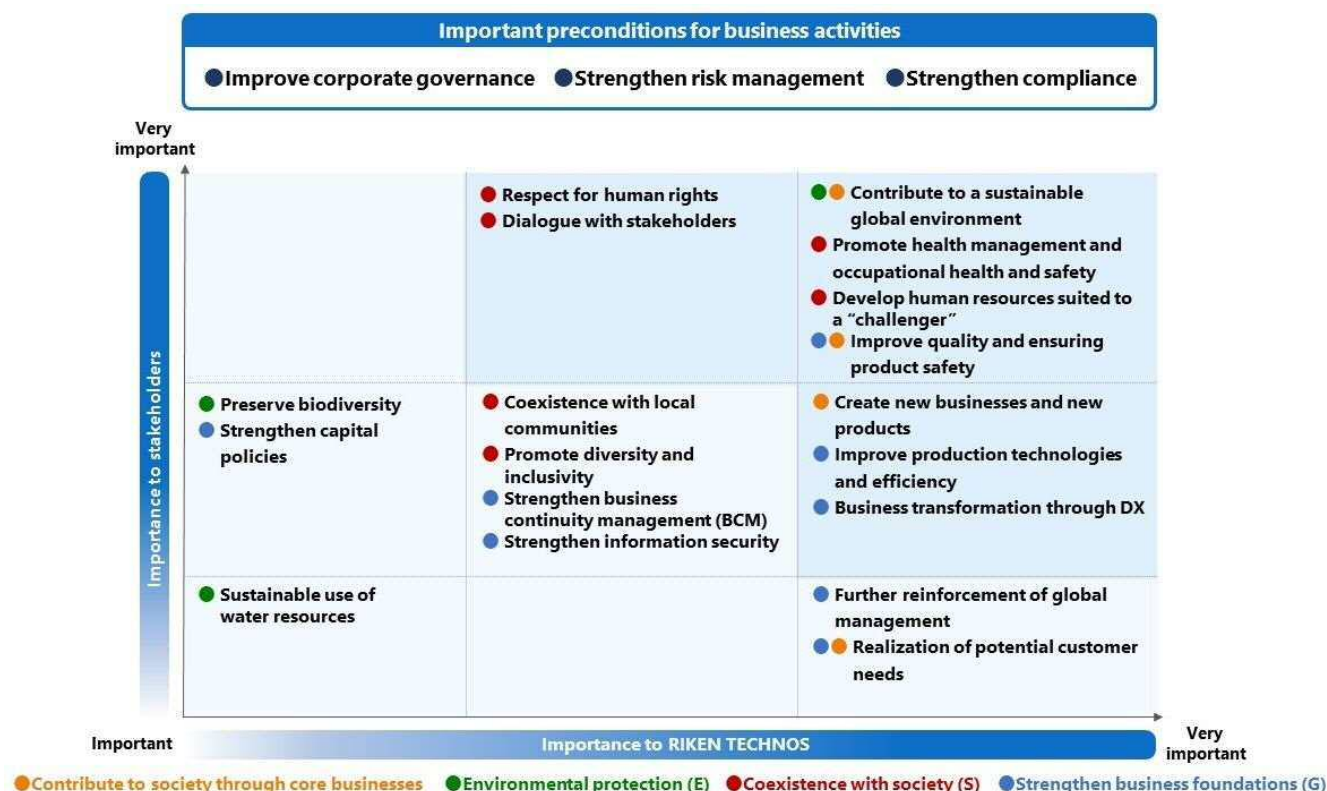 Important preconditions for business activities
Improve corporate governance Strengthen risk management Strengthen compliance
Very
important
Importance to stakeholders
Respect for human rights
Dialogue with stakeholders
Contribute to a sustainable
global environment
Promote health management and
occupational health and safety
Develop human resources suited to
a “challenger”
Improve quality and ensuring
product safety
Preserve biodiversity
Strengthen capital
policies
Coexistence with local
communities
Promote diversity and
inclusivity
Strengthen business
continuity management (BCM)
Strengthen information security
Create new businesses and new
products
Improve production technologies
and efficiency
Business transformation through DX
Sustainable use of
water resources
Further reinforcement of global
management
Realization of potential customer
needs
Important
Importance to RIKEN TECHNOS
Very
important
Contribute to society through core businesses Environmental protection (E) Coexistence with society (S) Strengthen business foundations (G)